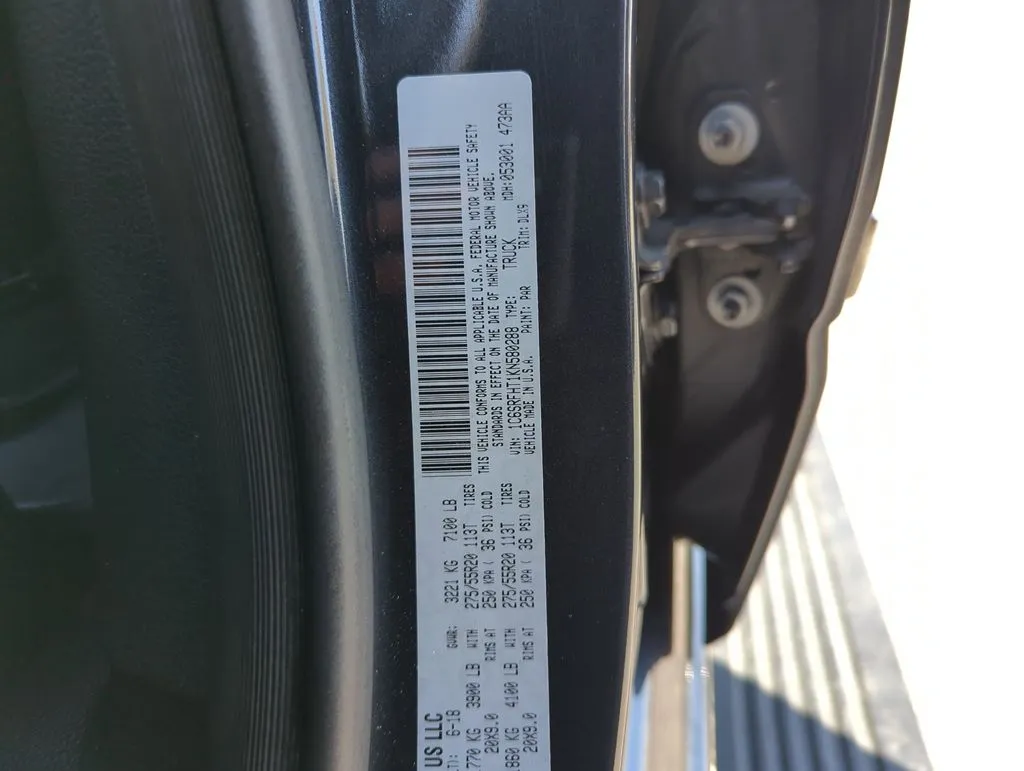 US LLC
LT): 6-18 GVWR: 3221 KG 7100 LB
770 KG 3900 LB WITH 275/55R20 113T TIRES
20X9.0 RIMS AT 250 KPA ( 36 PSI) COLD
1860 KG 4100 LB WITH 275/55R20 113T TIRES
20X9.0 RIMS AT 250 KPA ( 36 PSI) COLD
THIS VEHICLE CONFORMS TO ALL APPLICABLE U.S.A. FEDERAL MOTOR VEHICLE SAFETY
STANDARDS IN EFFECT ON THE DATE OF MANUFACTURE SHOWN ABOVE.
VIN: 1C6SRFHT1KN580288 TYPE: TRUCK MDH:053001 473AA
VEHICLE MADE IN U.S.A. PAINT: PAR TRIM: DLX9